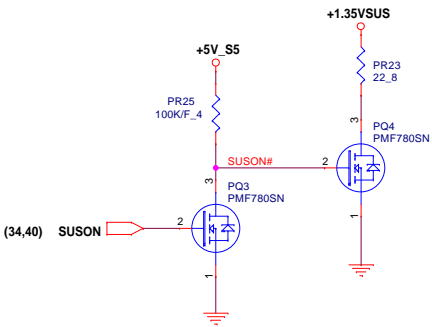 +1.35VSUS
+5V_S5
PR23
22_8
PR25
100K/F_4
3
PQ4
PMF780SN
SUSON#
2
3
PQ3
PMF780SN
1
(34,40) SUSON
2
1